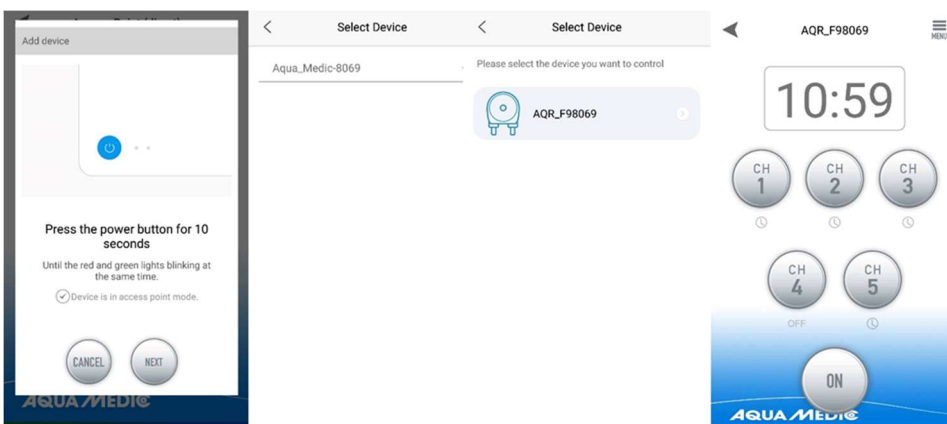 Add device
Press the power button for 10
seconds
Until the red and green lights blinking at
the same time.
Device is in access point mode.
CANCEL
NEXT
AQUA MEDIC
Select Device
Aqua_Medic-8069
Select Device
Please select the device you want to control
AQR_F98069
AQR_F98069
MENU
10:59
CH
1
CH
2
CH
3
CH
4
CH
5
OFF
ON
AQUA MEDIC